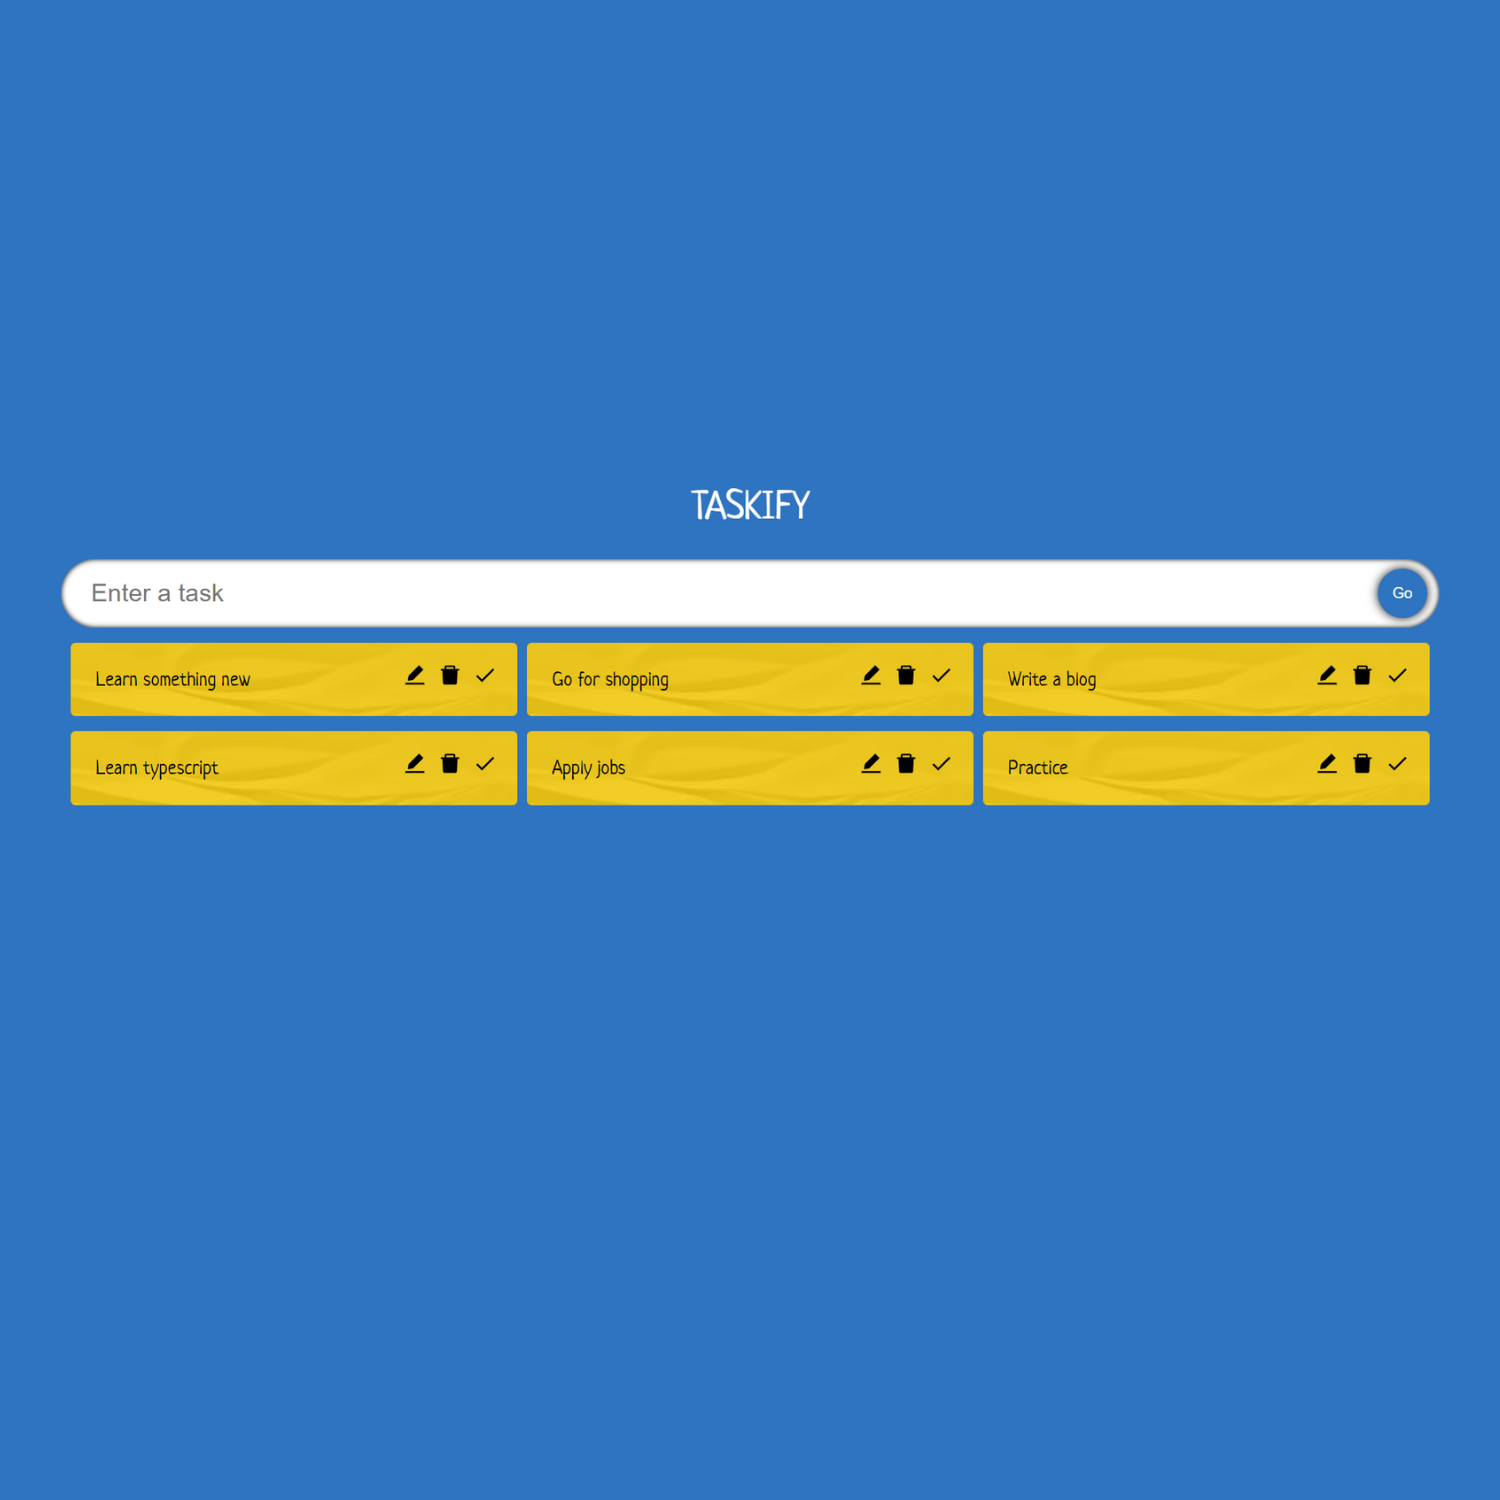 TASKIFY
Enter a task
Go
Learn something new
Go for shopping
Write a blog
Learn typescript
Apply jobs
Practice